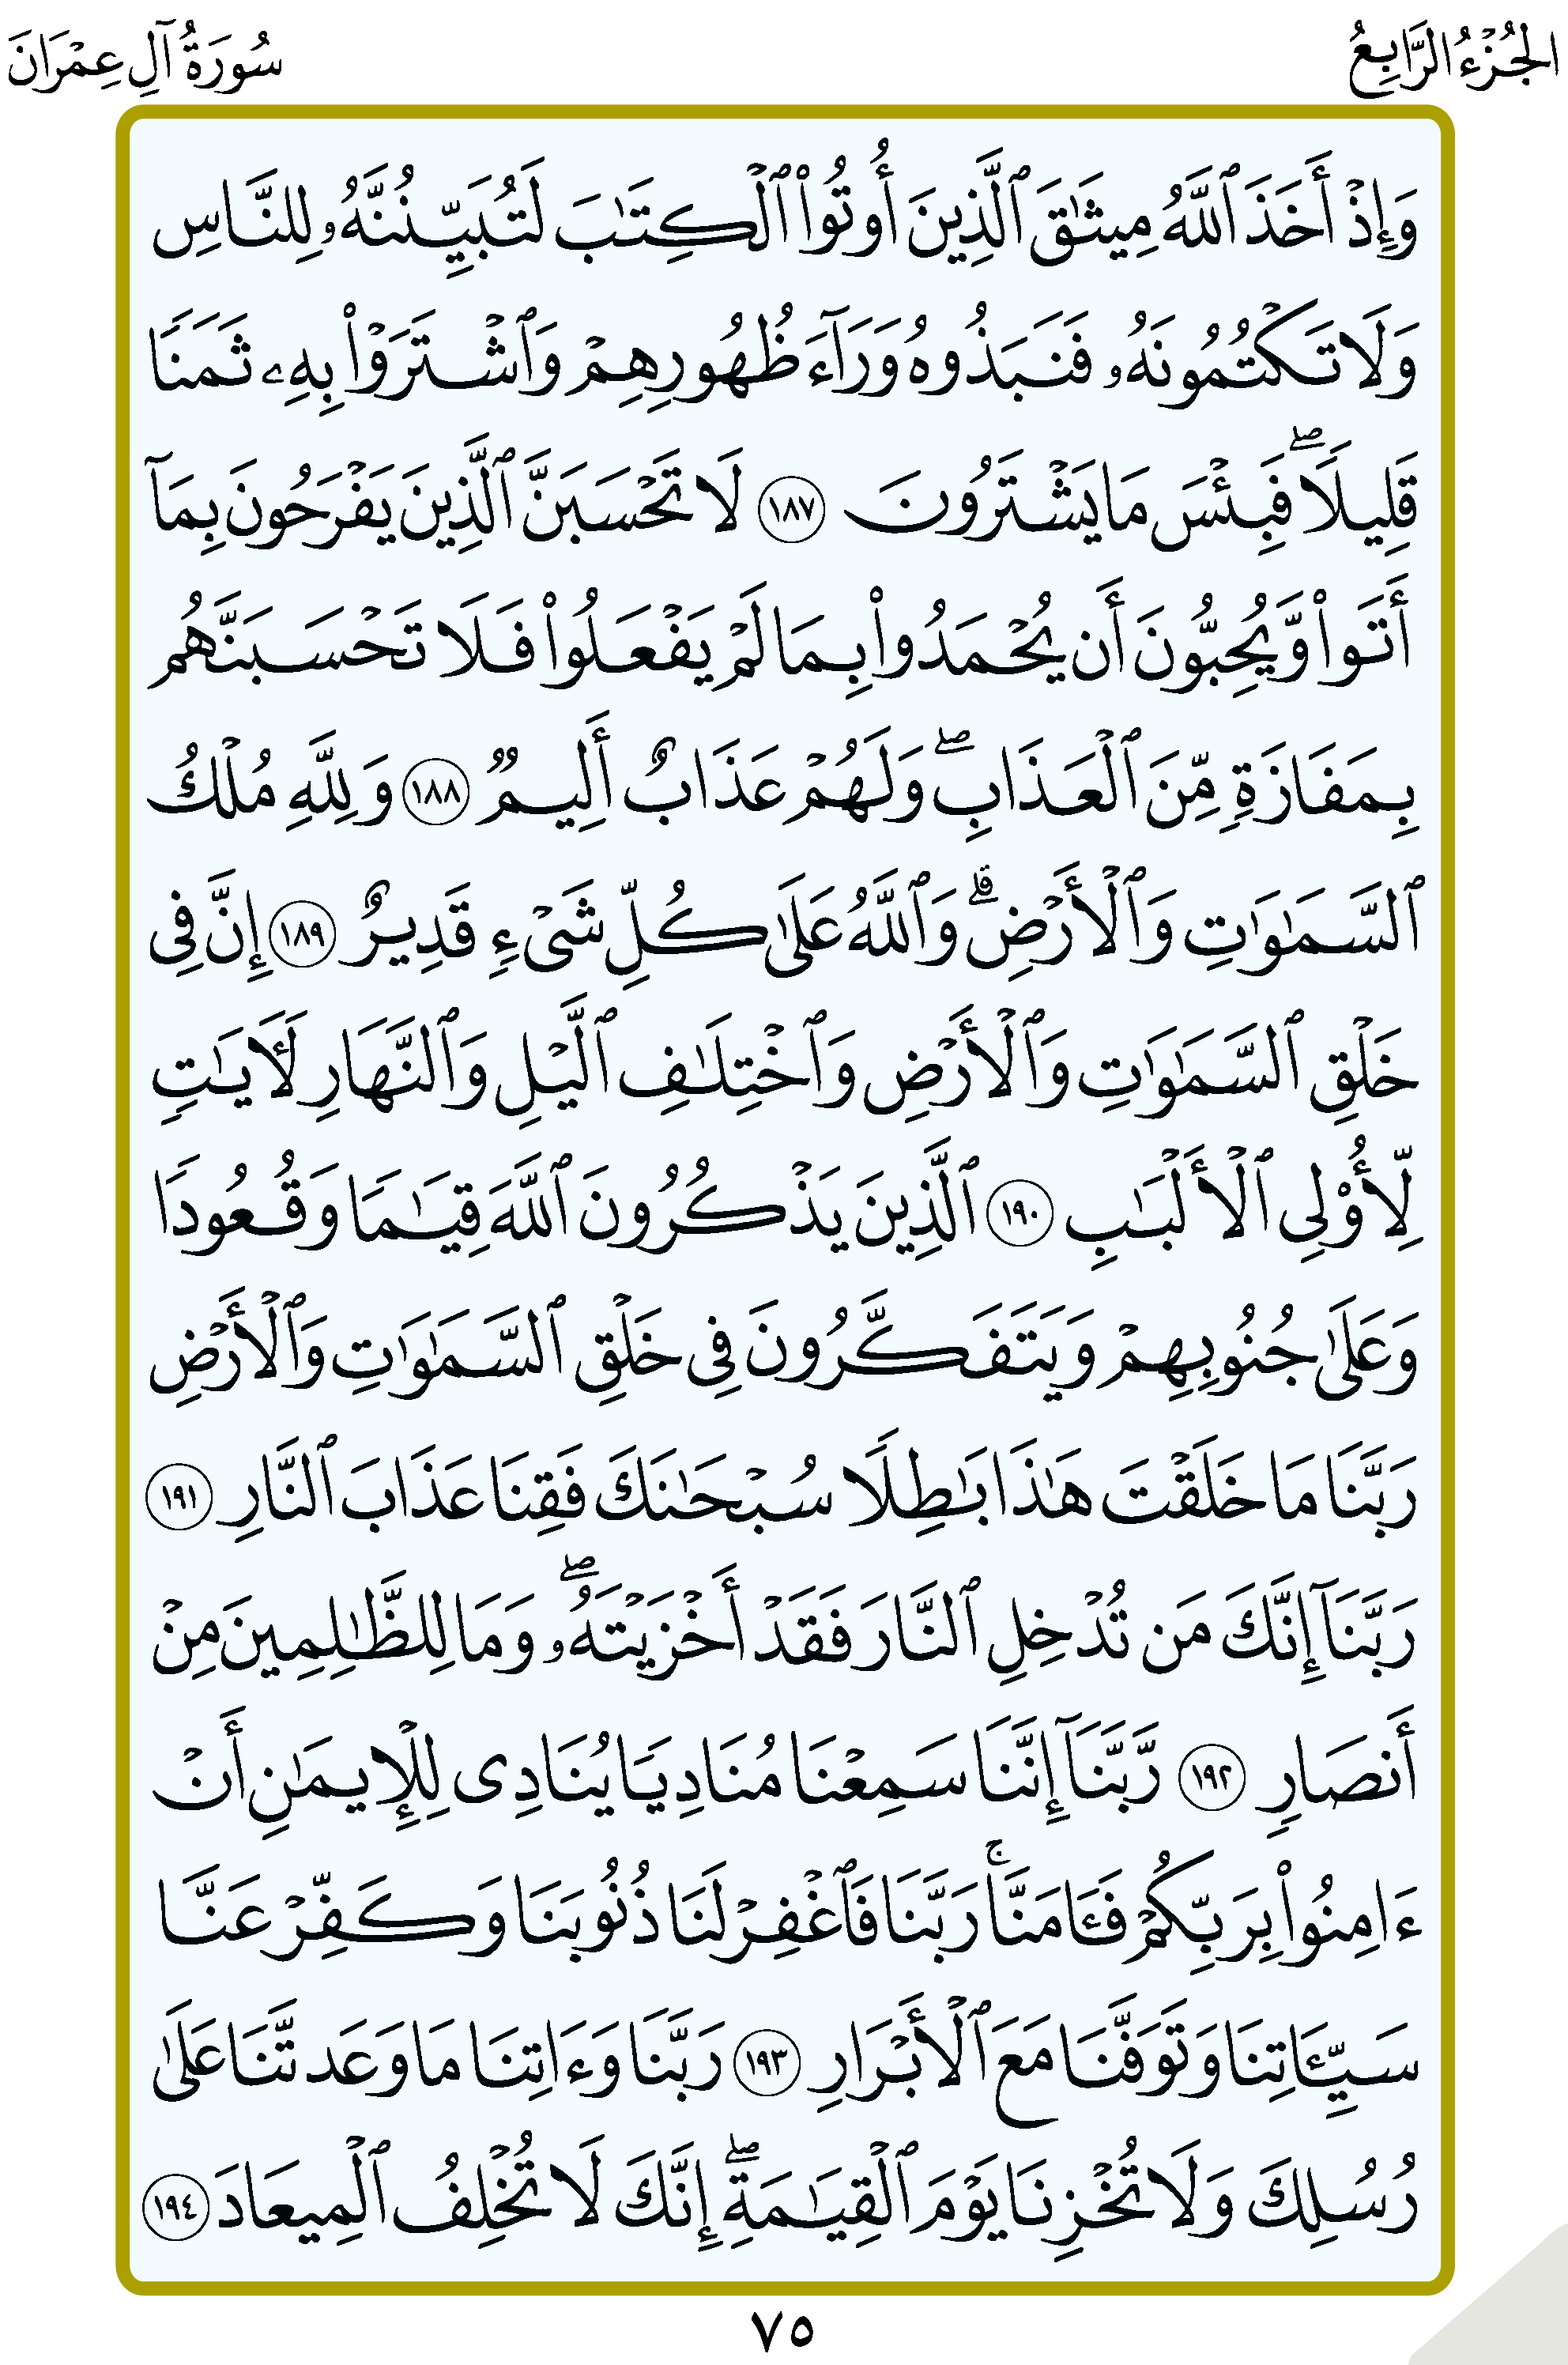 الجُزْءُ الرَّابِعُ
سُورَةُ آلِ عِمْرَانَ
وَإِذْ أَخَذَ ٱللَّهُ مِيثَٰقَ ٱلَّذِينَ أُوتُوا۟ ٱلْكِتَٰبَ لَتُبَيِّنُنَّهُۥ لِلنَّاسِ
وَلَا تَكْتُمُونَهُۥ فَنَبَذُوهُ وَرَآءَ ظُهُورِهِمْ وَٱشْتَرَوْا۟ بِهِۦ ثَمَنًا
قَلِيلًا ۖ فَبِئْسَ مَا يَشْتَرُونَ ١٨٧ لَا تَحْسَبَنَّ ٱلَّذِينَ يَفْرَحُونَ بِمَآ
أَتَوا۟ وَّيُحِبُّونَ أَن يُحْمَدُوا۟ بِمَا لَمْ يَفْعَلُوا۟ فَلَا تَحْسَبَنَّهُم
بِمَفَازَةٍ مِّنَ ٱلْعَذَابِ ۖ وَلَهُمْ عَذَابٌ أَلِيمٌ ١٨٨ وَلِلَّهِ مُلْكُ
ٱلسَّمَٰوَٰتِ وَٱلْأَرْضِ ۗ وَٱللَّهُ عَلَىٰ كُلِّ شَىْءٍ قَدِيرٌ ١٨٩ إِنَّ فِى
خَلْقِ ٱلسَّمَٰوَٰتِ وَٱلْأَرْضِ وَٱخْتِلَٰفِ ٱلَّيْلِ وَٱلنَّهَارِ لَـَٔايَٰتٍ
لِّأُو۟لِى ٱلْأَلْبَٰبِ ١٩٠ ٱلَّذِينَ يَذْكُرُونَ ٱللَّهَ قِيَٰمًا وَقُعُودًا
وَعَلَىٰ جُنُوبِهِمْ وَيَتَفَكَّرُونَ فِى خَلْقِ ٱلسَّمَٰوَٰتِ وَٱلْأَرْضِ
رَبَّنَا مَا خَلَقْتَ هَٰذَا بَٰطِلًا سُبْحَٰنَكَ فَقِنَا عَذَابَ ٱلنَّارِ ١٩١
رَبَّنَآ إِنَّكَ مَن تُدْخِلِ ٱلنَّارَ فَقَدْ أَخْزَيْتَهُۥ ۖ وَمَا لِلظَّٰلِمِينَ مِنْ
أَنصَارٍ ١٩٢ رَّبَّنَآ إِنَّنَا سَمِعْنَا مُنَادِيًا يُنَادِى لِلْإِيمَٰنِ أَنْ
ءَامِنُوا۟ بِرَبِّكُمْ فَـَٔامَنَّا ۚ رَبَّنَا فَٱغْفِرْ لَنَا ذُنُوبَنَا وَكَفِّرْ عَنَّا
سَيِّـَٔاتِنَا وَتَوَفَّنَا مَعَ ٱلْأَبْرَارِ ١٩٣ رَبَّنَا وَءَاتِنَا مَا وَعَدتَّنَا عَلَىٰ
رُسُلِكَ وَلَا تُخْزِنَا يَوْمَ ٱلْقِيَٰمَةِ ۖ إِنَّكَ لَا تُخْلِفُ ٱلْمِيعَادَ ١٩٤
٧٥